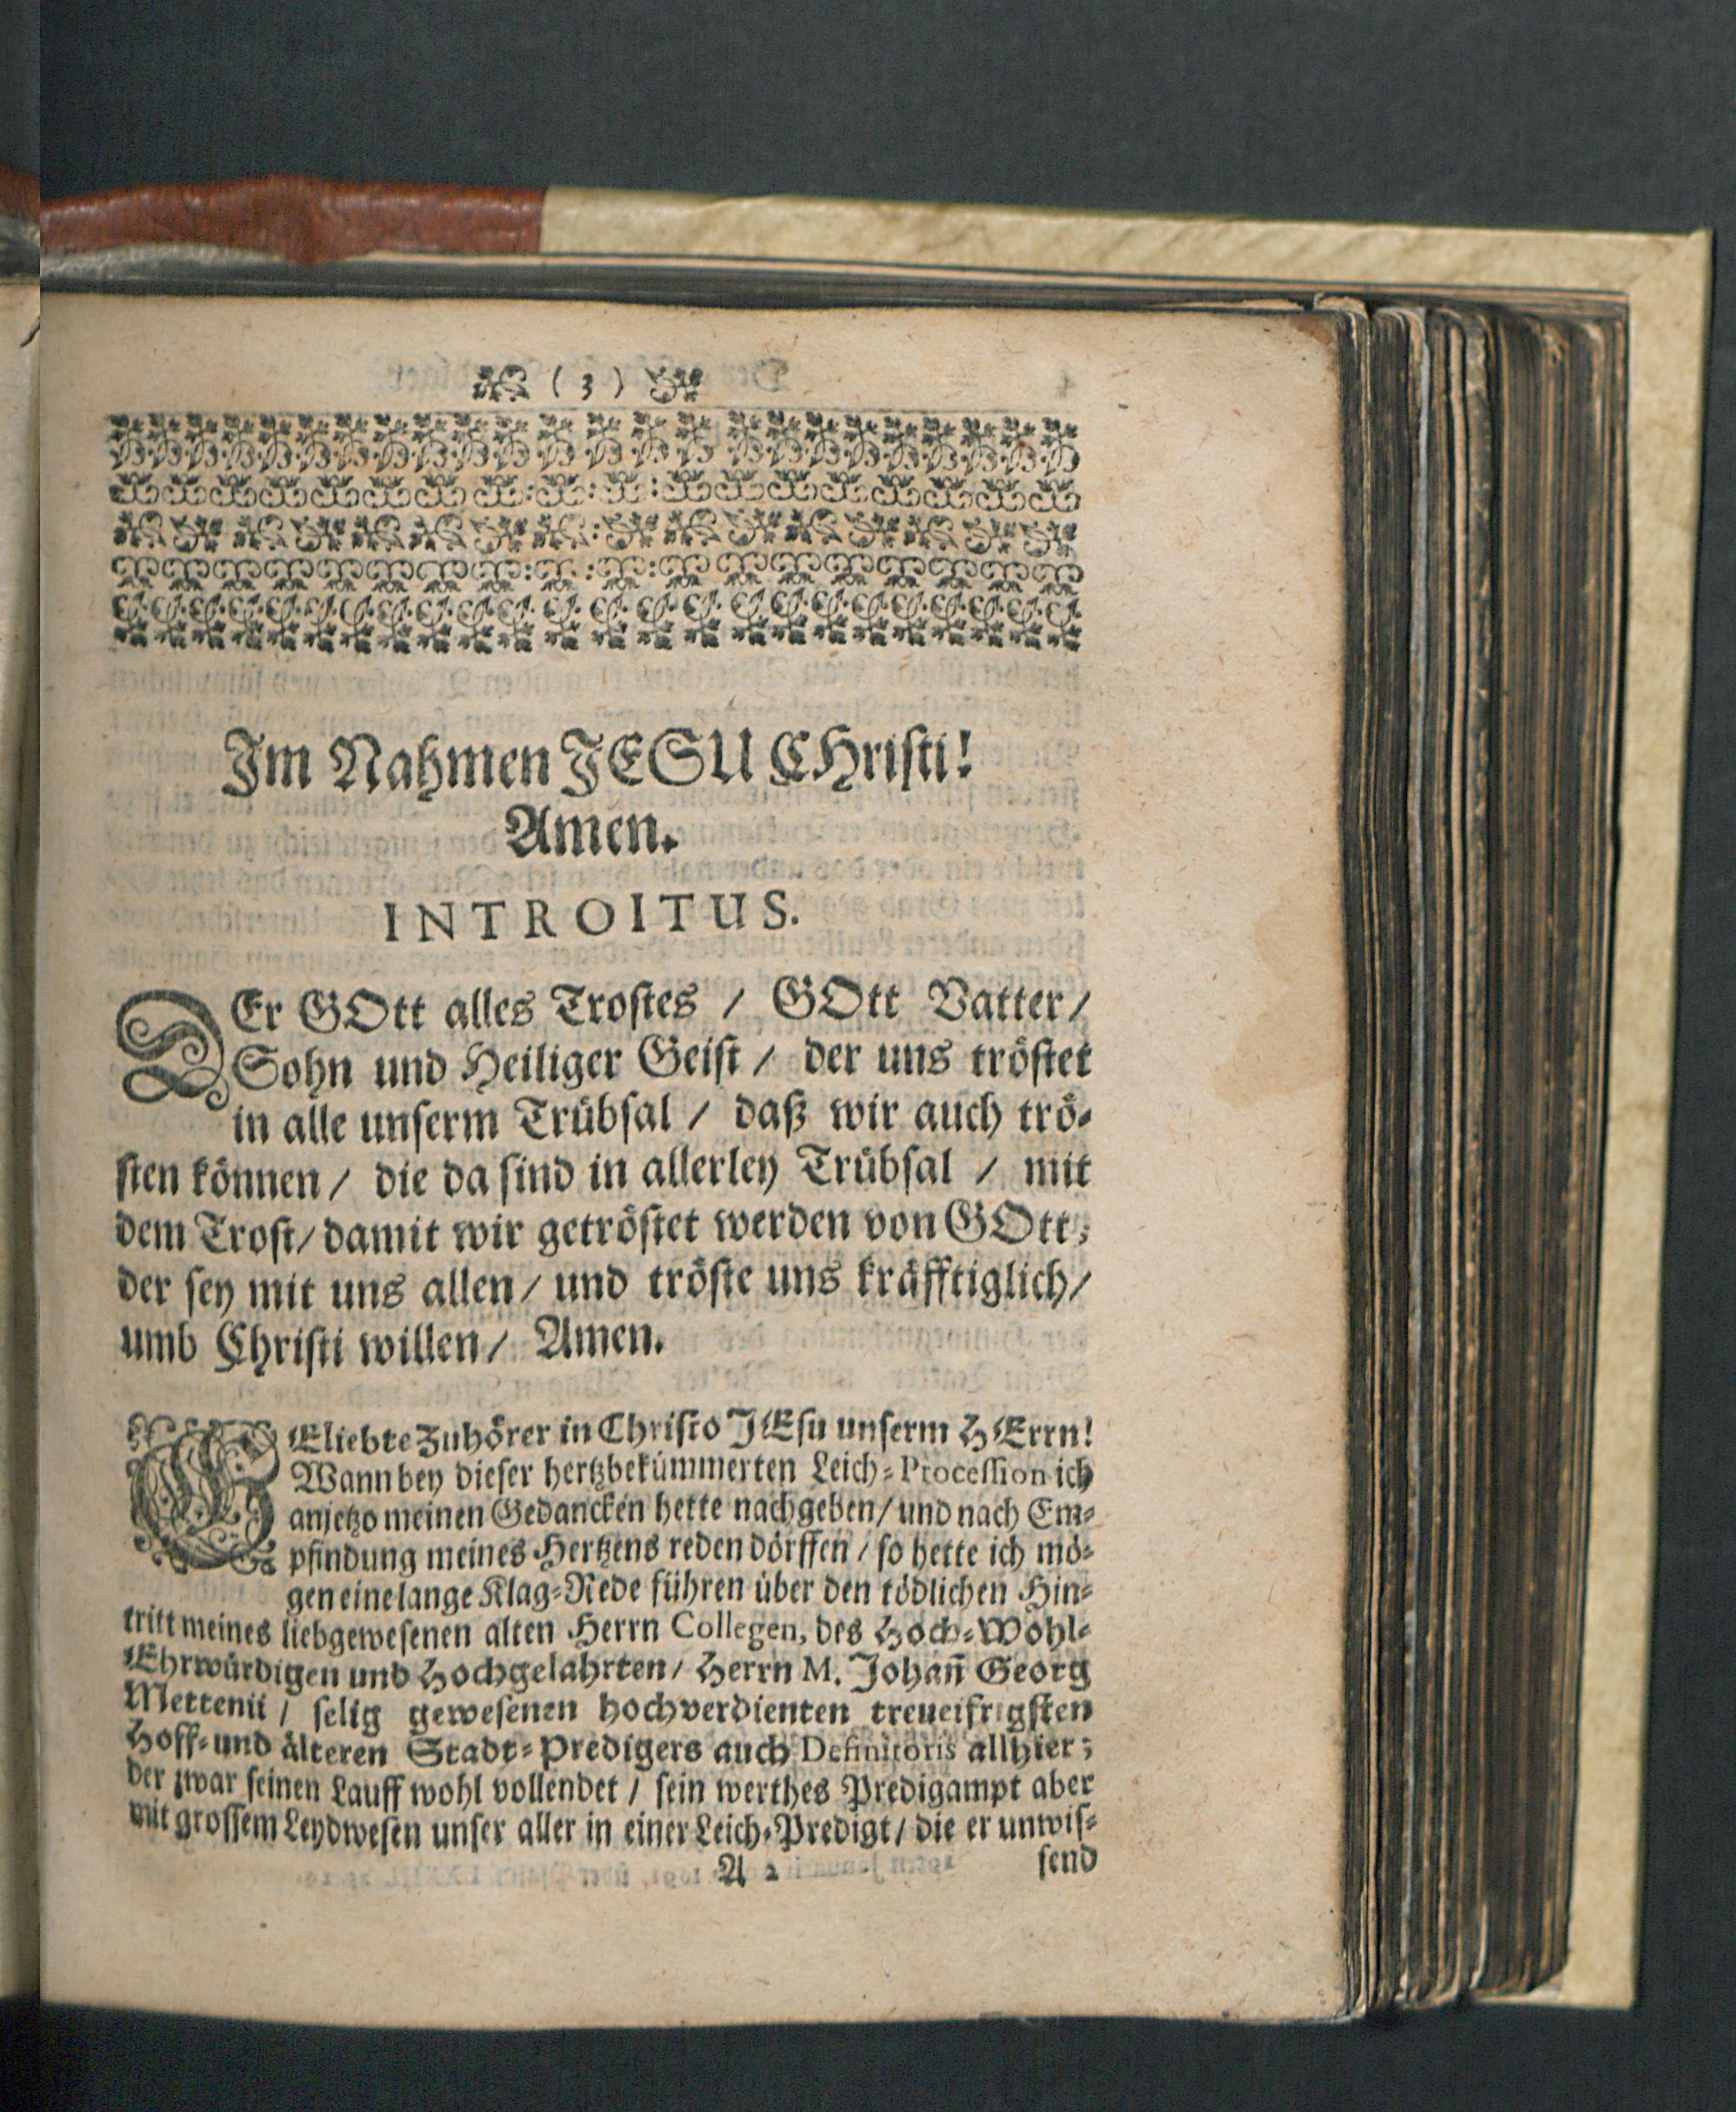 ( 3 )
Im Nahmen JESU CHristi!
Amen.
INTROITUS.
DEr GOtt alles Trostes / GOtt Vatter /
Sohn und Heiliger Geist / der uns tröstet
in alle unserm Trübsal / daß wir auch trö-
sten können / die da sind in allerley Trübsal / mit
dem Trost / damit wir getröstet werden von GOtt;
der sey mit uns allen / und tröste uns kräfftiglich /
umb Christi willen / Amen.
GEliebte Zuhörer in Christo JEsu unserm HErrn!
Wann bey dieser hertzbekümmerten Leich-Procession ich
anjetzo meinen Gedancken hette nachgeben / und nach Em-
pfindung meines Hertzens reden dörffen / so hette ich mö-
gen eine lange Klag-Rede führen über den tödlichen Hin-
tritt meines liebgewesenen alten Herrn Collegen, des Hoch-Wohl-
Ehrwürdigen und Hochgelahrten / Herrn M. Johañ Georg
Mettenii / selig gewesenen hochverdienten treueifrigsten
Hoff- und älteren Stadt-Predigers auch Definitoris allhier;
der zwar seinen Lauff wohl vollendet / sein werthes Predigampt aber
mit grossem Leydwesen unser aller in einer Leich-Predigt / die er unwis-
A 2 send